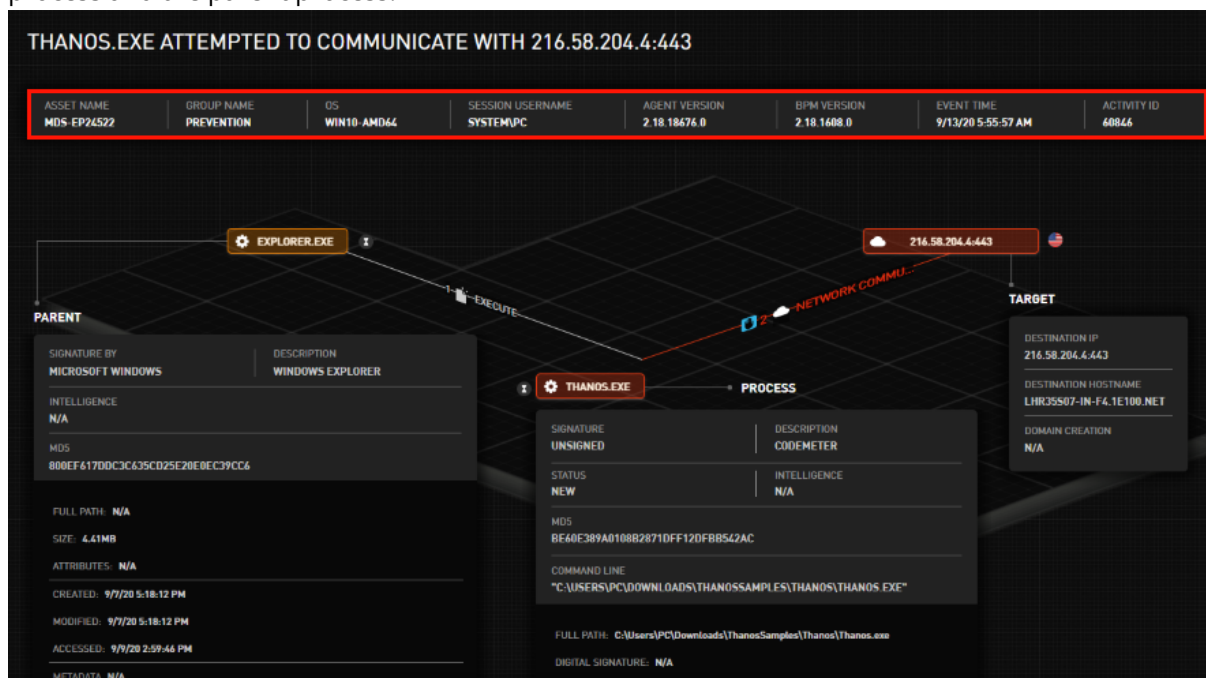 THANOS.EXE ATTEMPTED TO COMMUNICATE WITH 216.58.204.4:443
ASSET NAME GROUP NAME OS SESSION USERNAME AGENT VERSION BPM VERSION EVENT TIME ACTIVITY ID
MDS-EP24522 PREVENTION WIN10-AMD64 SYSTEM\PC 2.18.18676.0 2.18.1608.0 9/13/20 5:55:57 AM 60846
EXPLORER.EXE
216.58.204.4:443
1 EXECUTE
2 NETWORK COMMU...
PARENT
SIGNATURE BY DESCRIPTION
MICROSOFT WINDOWS WINDOWS EXPLORER
INTELLIGENCE
N/A
MD5
800EF617DDC3C635CD25E20E0EC39CC6
FULL PATH: N/A
SIZE: 4.41MB
ATTRIBUTES: N/A
CREATED: 9/7/20 5:18:12 PM
MODIFIED: 9/7/20 5:18:12 PM
ACCESSED: 9/9/20 2:59:46 PM
METADATA N/A
THANOS.EXE
PROCESS
SIGNATURE DESCRIPTION
UNSIGNED CODEMETER
STATUS INTELLIGENCE
NEW N/A
MD5
BE60E389A0108B2871DFF12DFBB542AC
COMMAND LINE
"C:\USERS\PC\DOWNLOADS\THANOSSAMPLES\THANOS\THANOS.EXE"
FULL PATH: C:\Users\PC\Downloads\ThanosSamples\Thanos\Thanos.exe
DIGITAL SIGNATURE: N/A
TARGET
DESTINATION IP
216.58.204.4:443
DESTINATION HOSTNAME
LHR35S07-IN-F4.1E100.NET
DOMAIN CREATION
N/A